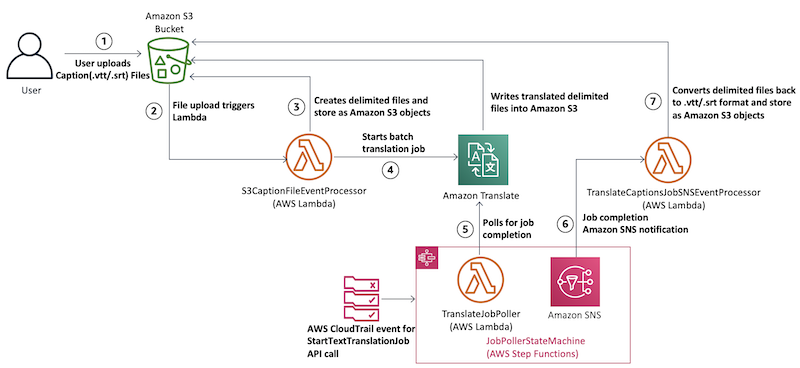 Amazon S3
Bucket
1
User uploads
Caption(.vtt/.srt) Files
User
2
File upload triggers
Lambda
3
Creates delimited files and
store as Amazon S3 objects
Writes translated delimited
files into Amazon S3
7
Converts delimited files back
to .vtt/.srt format and store
as Amazon S3 objects
Starts batch
translation job
4
A
文
S3CaptionFileEventProcessor
(AWS Lambda)
Amazon Translate
TranslateCaptionsJobSNSEventProcessor
(AWS Lambda)
5
Polls for job
completion
6
Job completion
Amazon SNS notification
AWS CloudTrail event for
StartTextTranslationJob
API call
TranslateJobPoller
(AWS Lambda)
Amazon SNS
JobPollerStateMachine
(AWS Step Functions)